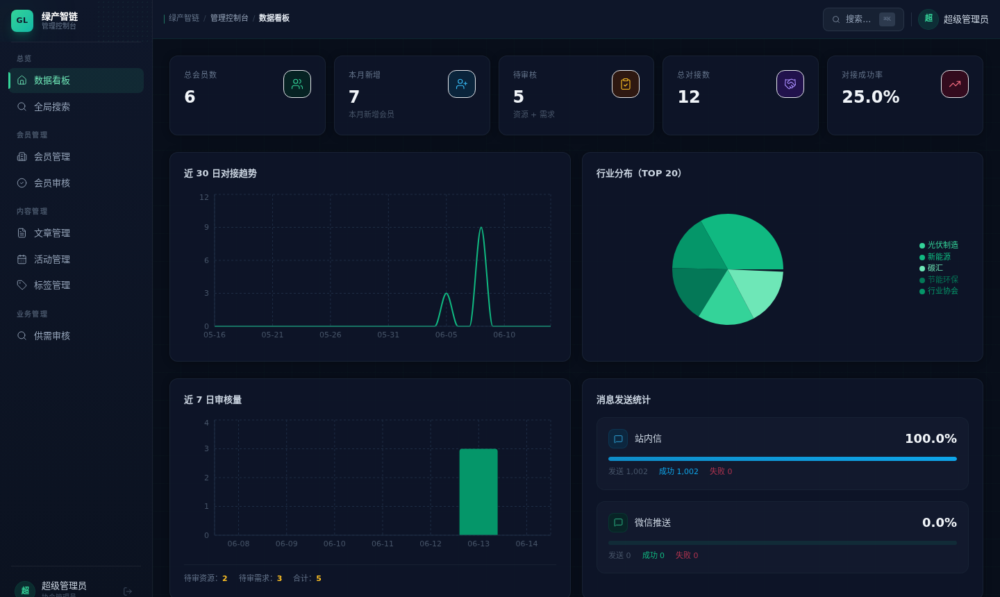 GL
绿产智链
管理控制台
总览
数据看板
全局搜索
会员管理
会员管理
会员审核
内容管理
文章管理
活动管理
标签管理
业务管理
供需审核
超
超级管理员
协会管理员
绿产智链 / 管理控制台 / 数据看板
搜索... ⌘K
超 超级管理员
总会员数
6
本月新增
7
本月新增会员
待审核
5
资源 + 需求
总对接数
12
对接成功率
25.0%
近 30 日对接趋势
12
9
6
3
0
05-16 05-21 05-26 05-31 06-05 06-10
行业分布（TOP 20）
光伏制造
新能源
碳汇
节能环保
行业协会
近 7 日审核量
4
3
2
1
0
06-08 06-09 06-10 06-11 06-12 06-13 06-14
待审资源: 2 待审需求: 3 合计: 5
消息发送统计
站内信 100.0%
发送 1,002 成功 1,002 失败 0
微信推送 0.0%
发送 0 成功 0 失败 0